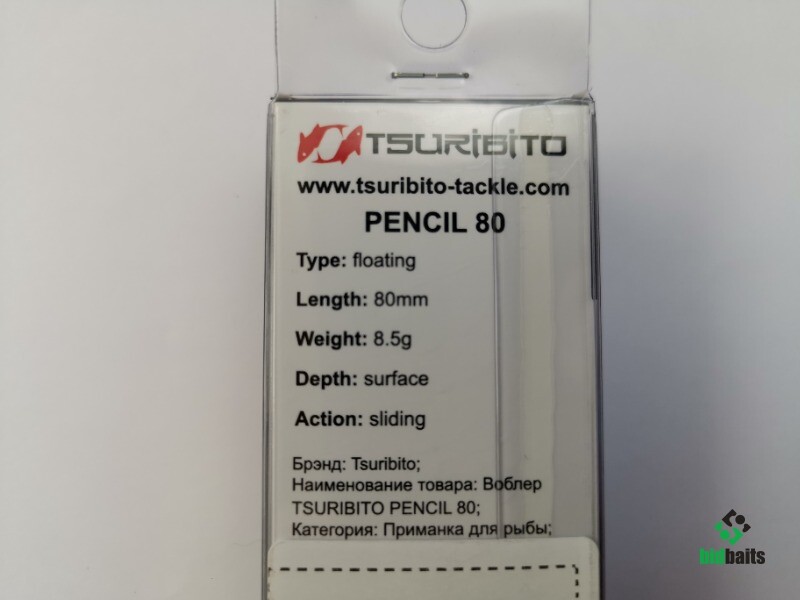 TSURIBITO
www.tsuribito-tackle.com
PENCIL 80
Type: floating
Length: 80mm
Weight: 8.5g
Depth: surface
Action: sliding
Брэнд: Tsuribito;
Наименование товара: Воблер
TSURIBITO PENCIL 80;
Категория: Приманка для рыбы;
bigbaits